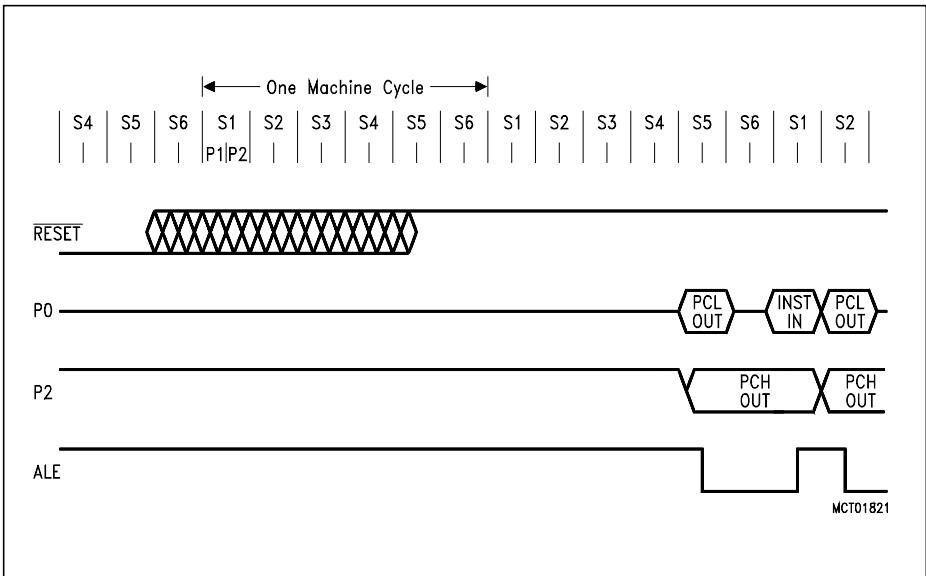 One Machine Cycle
S4 S5 S6 S1 S2 S3 S4 S5 S6 S1 S2 S3 S4 S5 S6 S1 S2
P1 P2
RESET
P0
PCL
OUT
INST
IN
PCL
OUT
P2
PCH
OUT
PCH
OUT
ALE
MCT01821